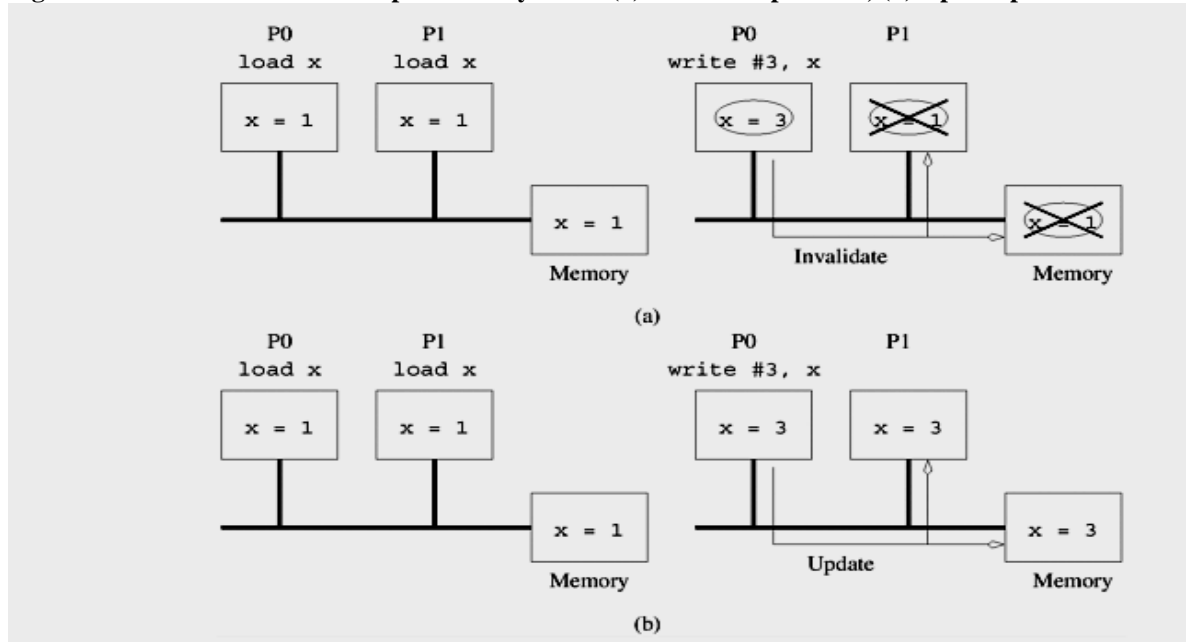 P0 P1 P0 P1
load x load x write #3, x
x = 1 x = 1 x = 3 x = 1
x = 1 x = 1
Invalidate
Memory Memory
(a)
P0 P1 P0 P1
load x load x write #3, x
x = 1 x = 1 x = 3 x = 3
x = 1 x = 3
Update
Memory Memory
(b)